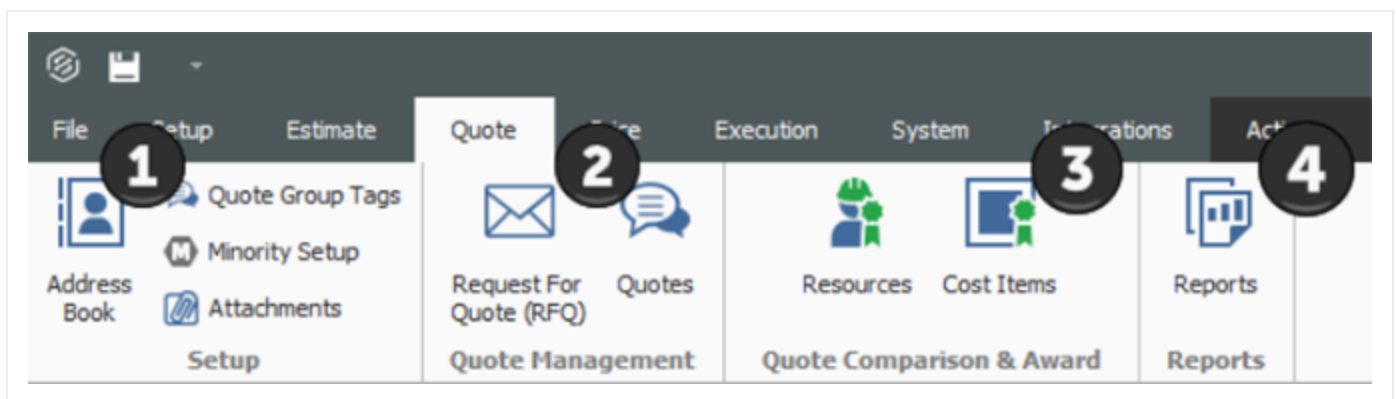 File Estimate Quote Execution System
1 2 3 4
Quote Group Tags
M Minority Setup
Attachments
Address
Book
Request For
Quote (RFQ)
Quotes
Resources
Cost Items
Reports
Setup
Quote Management
Quote Comparison & Award
Reports